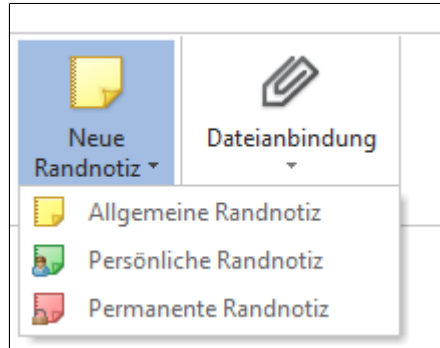 Neue
Randnotiz
Dateianbindung
Allgemeine Randnotiz
Persönliche Randnotiz
Permanente Randnotiz